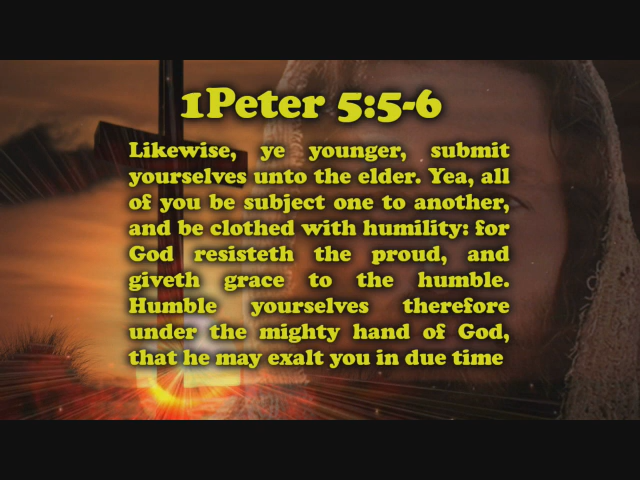 1Peter 5:5-6
Likewise, ye younger, submit
yourselves unto the elder. Yea, all
of you be subject one to another,
and be clothed with humility: for
God resisteth the proud, and
giveth grace to the humble.
Humble yourselves therefore
under the mighty hand of God,
that he may exalt you in due time